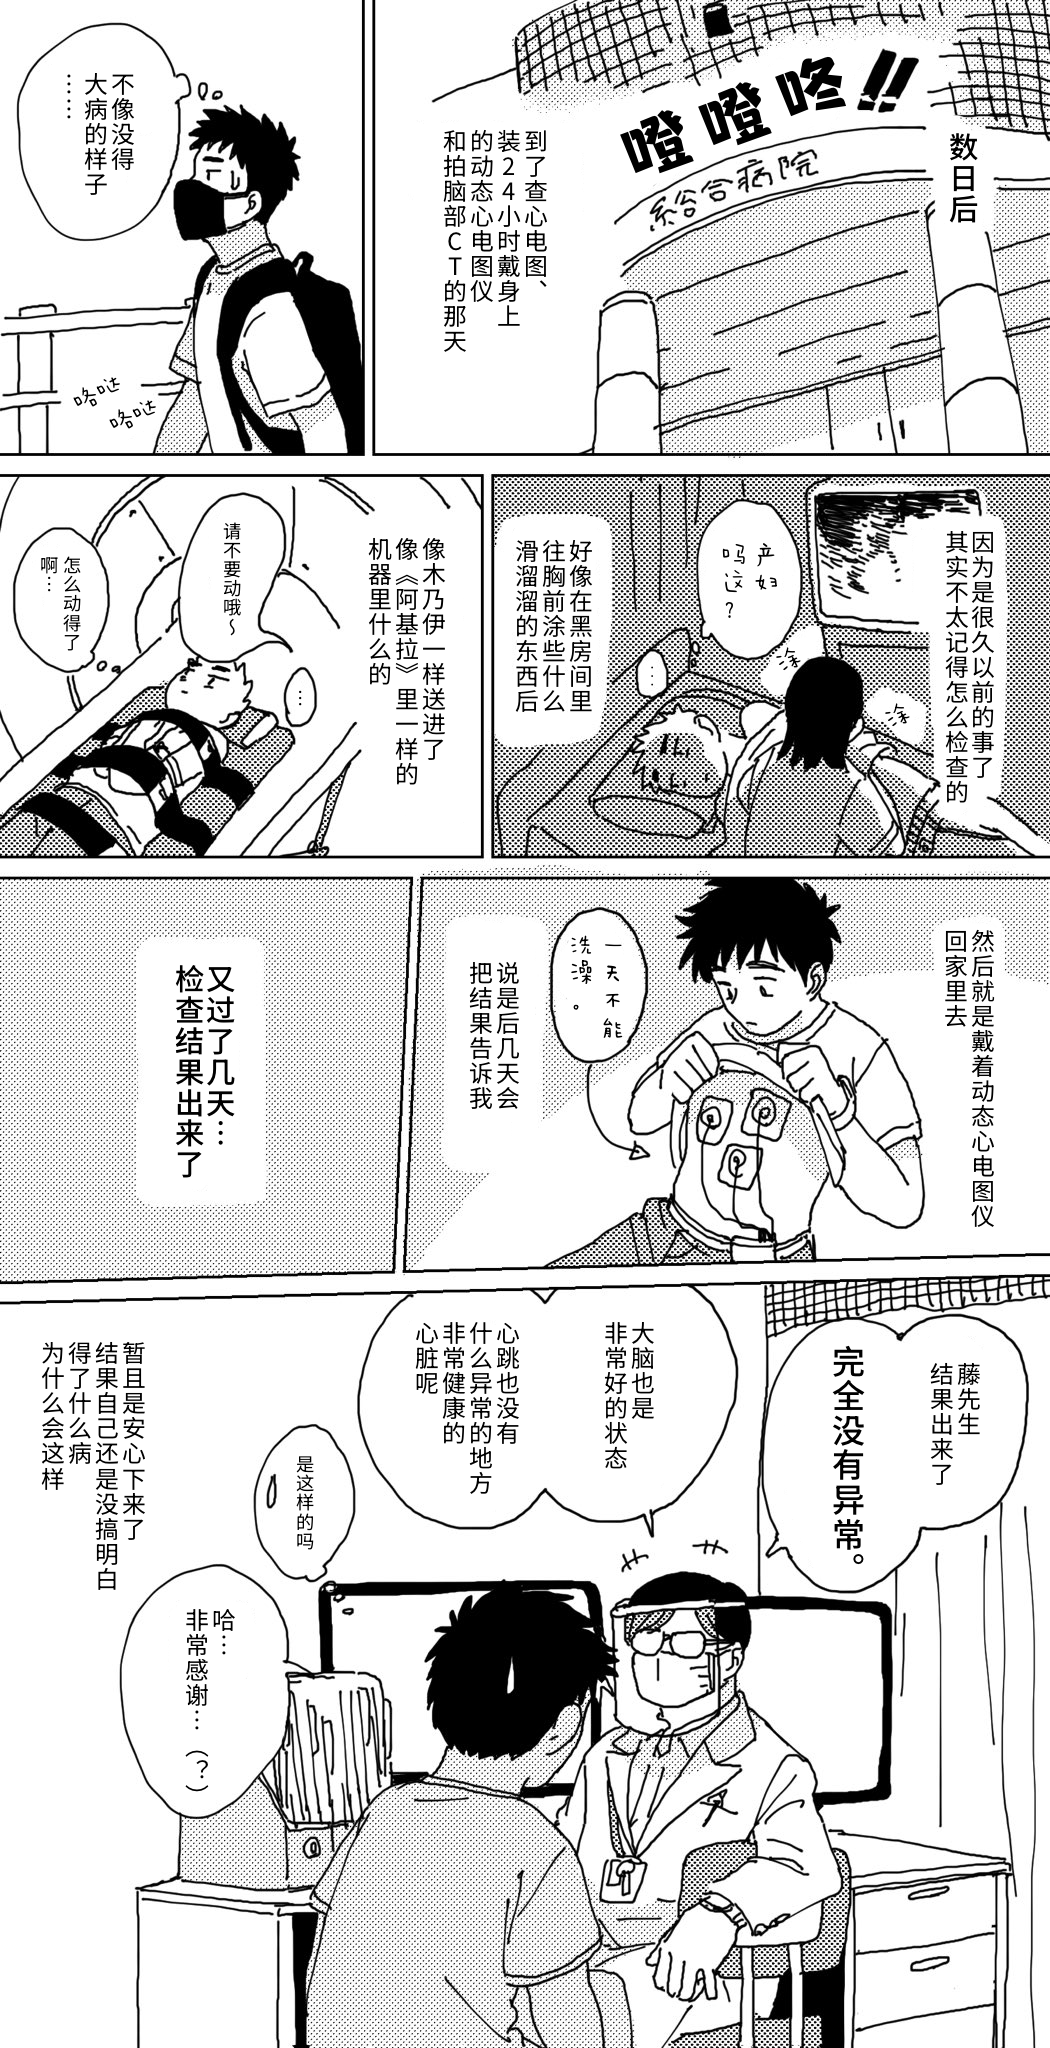 数日后
噔噔咚!!
総合病院
到了查心电图、
装24小时戴身上
的动态心电图仪
和拍脑部CT的那天
不像没得
大病的样子
……
咯哒
咯哒
因为是很久以前的事了
其实不太记得怎么检查的
产妇
吗这?
涂
涂
…
好像在黑房间里
往胸前涂些什么
滑溜溜的东西后
像木乃伊一样送进了
像《阿基拉》里一样的
机器里什么的
请不要动哦～
…
怎么动得了
啊…
然后就是戴着动态心电图仪
回家里去
一天不能
洗澡。
说是后几天会
把结果告诉我
又过了几天…
检查结果出来了
藤先生
结果出来了
完全没有异常。
大脑也是
非常好的状态
心跳也没有
什么异常的地方
非常健康的
心脏呢
是这样的吗
哈…
非常感谢…（?）
暂且是安心下来了
结果自己还是没搞明白
得了什么病
为什么会这样